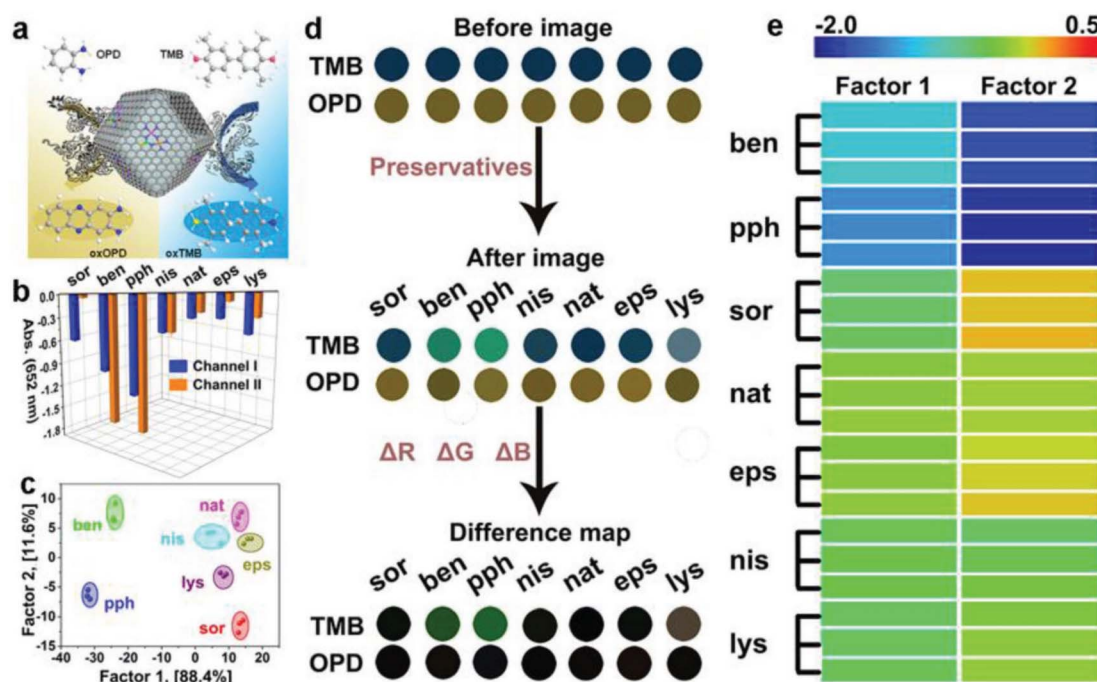 a
OPD
TMB
oxOPD
oxTMB
b
sor ben pph nis nat eps lys
0.0
-0.3
-0.6
-0.9
-1.2
-1.5
-1.8
Abs. (652 nm)
Channel I
Channel II
c
10
5
0
-5
-10
-15
Factor 2, [11.6%]
ben
nat
nis
eps
lys
pph
sor
-40 -30 -20 -10 0 10 20
Factor 1, [88.4%]
d
Before image
TMB
OPD
Preservatives
After image
sor ben pph nis nat eps lys
TMB
OPD
ΔR ΔG ΔB
Difference map
sor ben pph nis nat eps lys
TMB
OPD
e
-2.0 0.5
Factor 1 Factor 2
ben
pph
sor
nat
eps
nis
lys